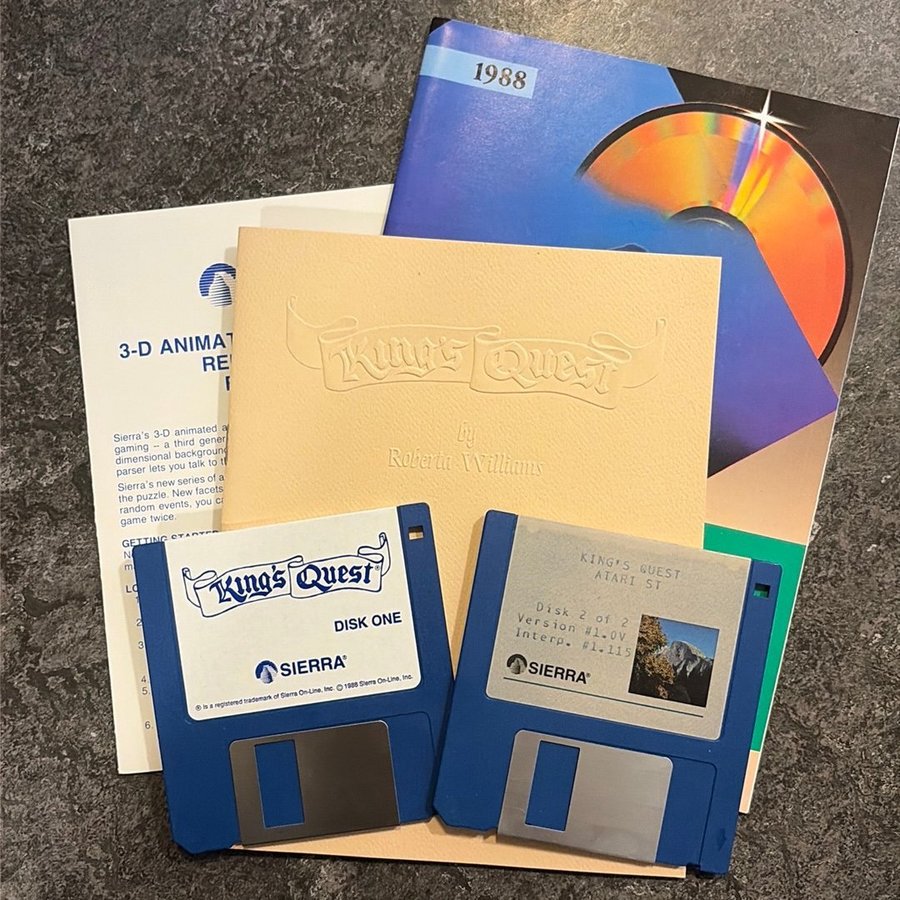 1988
3-D ANIMAT
RE
Sierra's 3-D animated a
gaming -- a third gener
dimensional background
parser lets you talk to t
Sierra's new series of a
the puzzle. New facets
random events, you ca
game twice.
GETTING STARTED
King's Quest
by
Roberta Williams
King's Quest®
DISK ONE
SIERRA®
® is a registered trademark of Sierra On-Line, Inc. © 1986 Sierra On-Line, Inc.
KING'S QUEST
ATARI ST
Disk 2 of 2
Version #1.0V
Interp. #1.115
SIERRA®